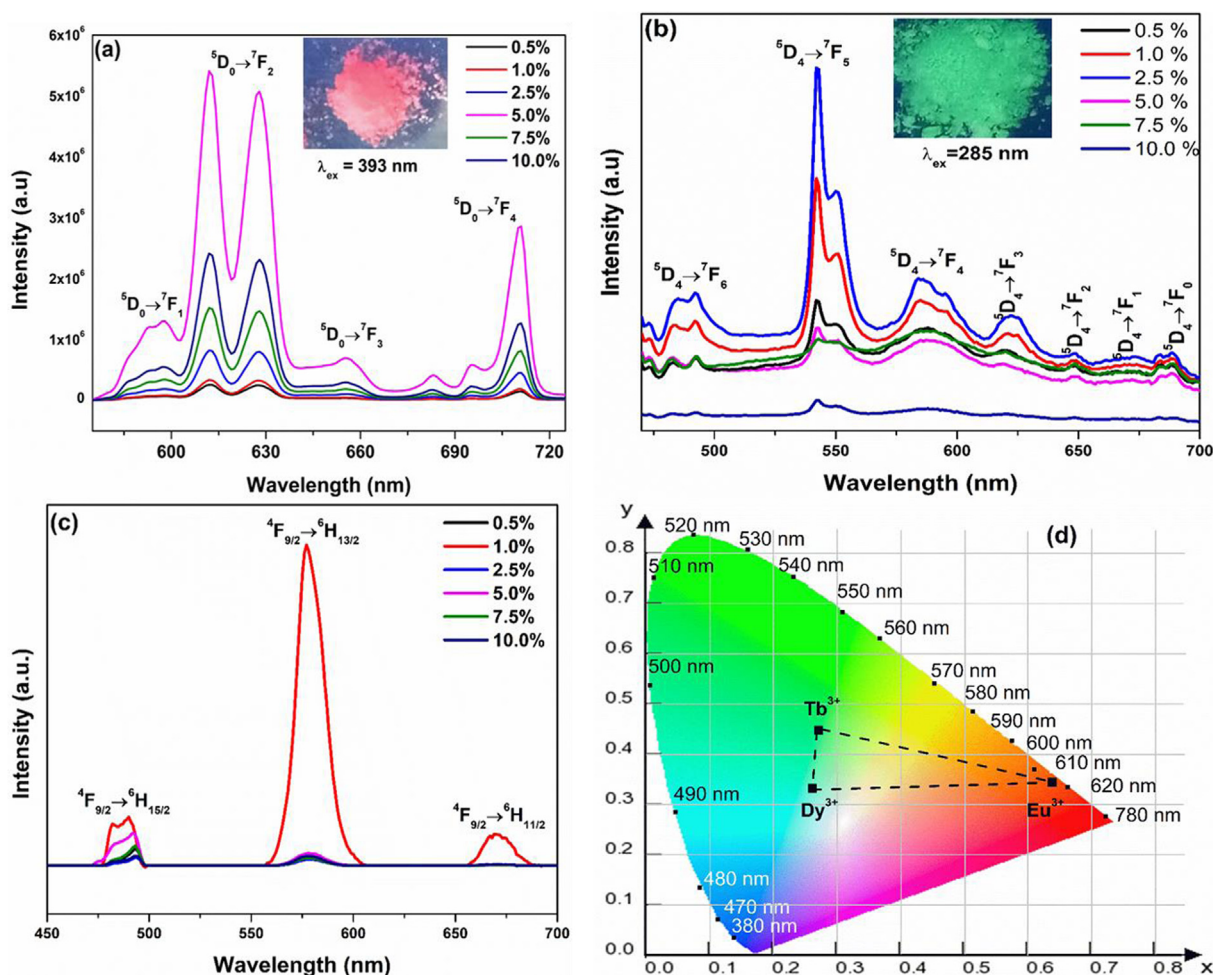 (a)
6x10⁶
5x10⁶
4x10⁶
3x10⁶
2x10⁶
1x10⁶
0
Intensity (a.u)
⁵D₀→⁷F₂
⁵D₀→⁷F₁
⁵D₀→⁷F₃
⁵D₀→⁷F₄
λₑₓ = 393 nm
0.5%
1.0%
2.5%
5.0%
7.5%
10.0%
600 630 660 690 720
Wavelength (nm)
(b)
Intensity (a.u)
⁵D₄→⁷F₅
⁵D₄→⁷F₆
⁵D₄→⁷F₄
⁵D₄→⁷F₃
⁵D₄→⁷F₂
⁵D₄→⁷F₁
⁵D₄→⁷F₀
λₑₓ=285 nm
0.5 %
1.0 %
2.5 %
5.0 %
7.5 %
10.0 %
500 550 600 650 700
Wavelength (nm)
(c)
Intensity (a.u.)
⁴F₉/₂→⁶H₁₃/₂
⁴F₉/₂→⁶H₁₅/₂
⁴F₉/₂→⁶H₁₁/₂
0.5%
1.0%
2.5%
5.0%
7.5%
10.0%
450 500 550 600 650 700
Wavelength (nm)
(d)
y
0.8
0.7
0.6
0.5
0.4
0.3
0.2
0.1
0.0
520 nm
530 nm
510 nm
540 nm
550 nm
560 nm
500 nm
570 nm
580 nm
590 nm
600 nm
610 nm
620 nm
780 nm
490 nm
480 nm
470 nm
380 nm
Tb³⁺
Dy³⁺
Eu³⁺
0.0 0.1 0.2 0.3 0.4 0.5 0.6 0.7 0.8
x